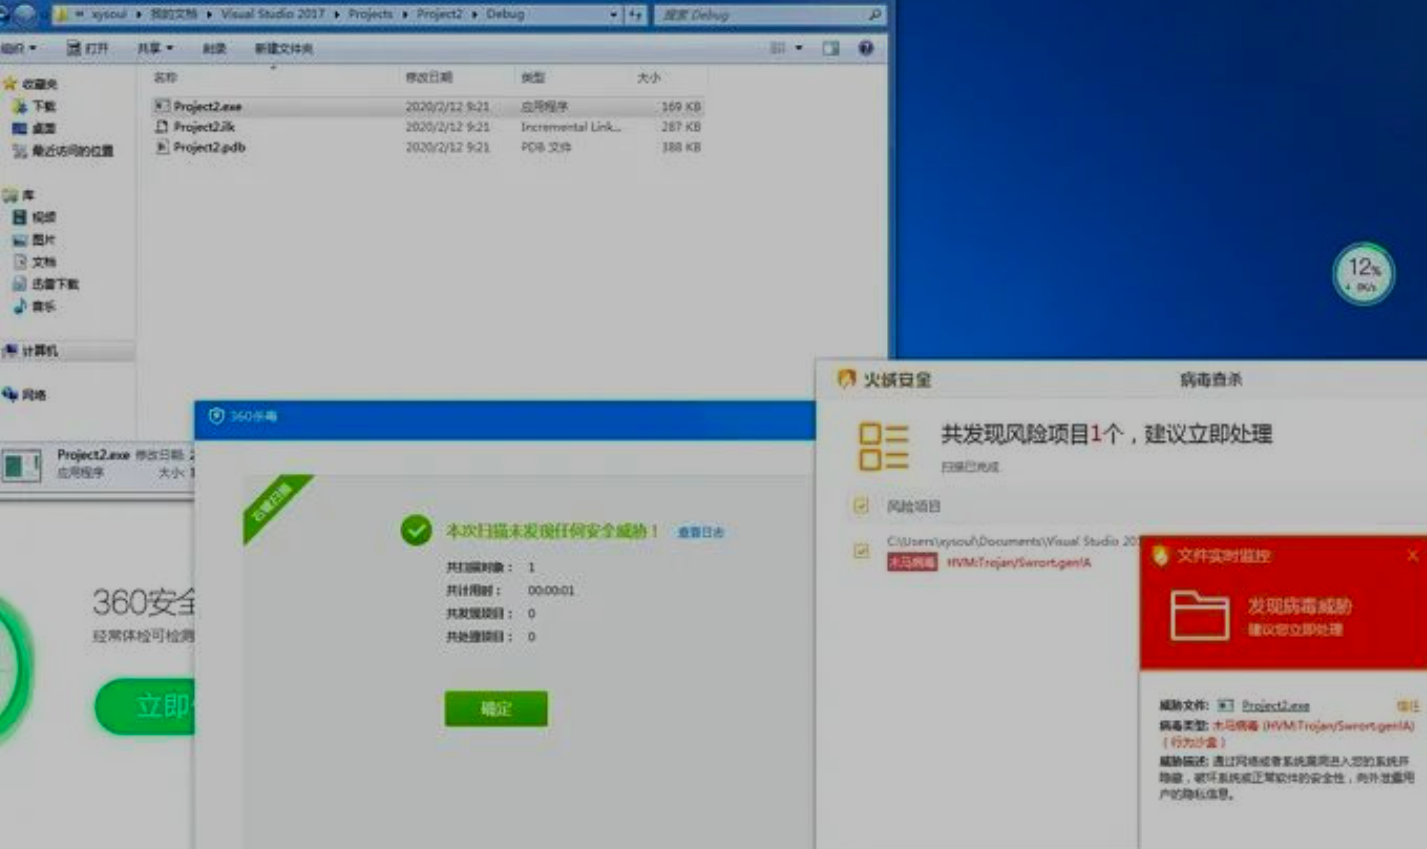 xysoul ▸ 我的文档 ▸ Visual Studio 2017 ▸ Projects ▸ Project2 ▸ Debug
搜索 Debug
组织 打开 共享 刻录 新建文件夹
名称 修改日期 类型 大小
Project2.exe 2020/2/12 9:21 应用程序 169 KB
Project2.ilk 2020/2/12 9:21 Incremental Link... 287 KB
Project2.pdb 2020/2/12 9:21 PDB 文件 388 KB
收藏夹
下载
桌面
最近访问的位置
库
视频
图片
文档
迅雷下载
音乐
计算机
网络
Project2.exe 修改日期: 2
应用程序 大小: 1
12%
0K/s
360杀毒
右键扫描
本次扫描未发现任何安全威胁！ 查看日志
共扫描对象： 1
共计用时： 00:00:01
共发现项目： 0
共处理项目： 0
确定
360安全
经常体检可检测
立即
火绒安全 病毒查杀
共发现风险项目1个，建议立即处理
扫描已完成
风险项目
C:\Users\xysoul\Documents\Visual Studio 20
木马病毒 HVM:Trojan/Swrort.gen!A
文件实时监控
发现病毒威胁
建议您立即处理
威胁文件: Project2.exe 信任
病毒类型: 木马病毒 (HVM:Trojan/Swrort.gen!A)
（行为沙盒）
威胁描述: 通过网络或者系统漏洞进入您的系统并
隐藏，破坏系统或正常软件的安全性，向外泄露用
户的隐私信息。